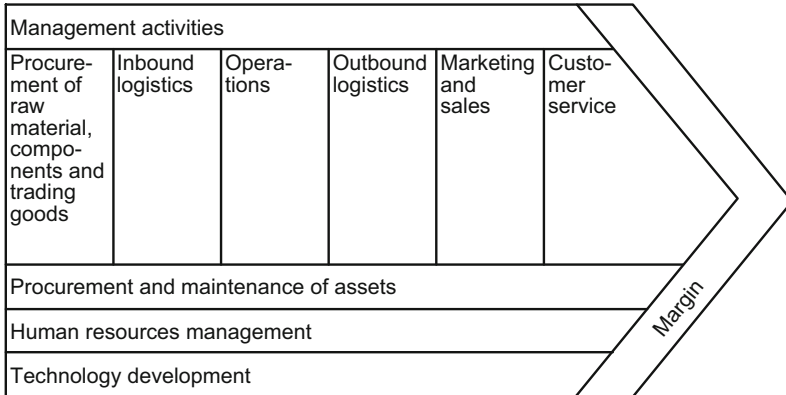 Management activities
Procure-
ment of
raw
material,
compo-
nents and
trading
goods
Inbound
logistics
Opera-
tions
Outbound
logistics
Marketing
and
sales
Custo-
mer
service
Procurement and maintenance of assets
Human resources management
Technology development
Margin